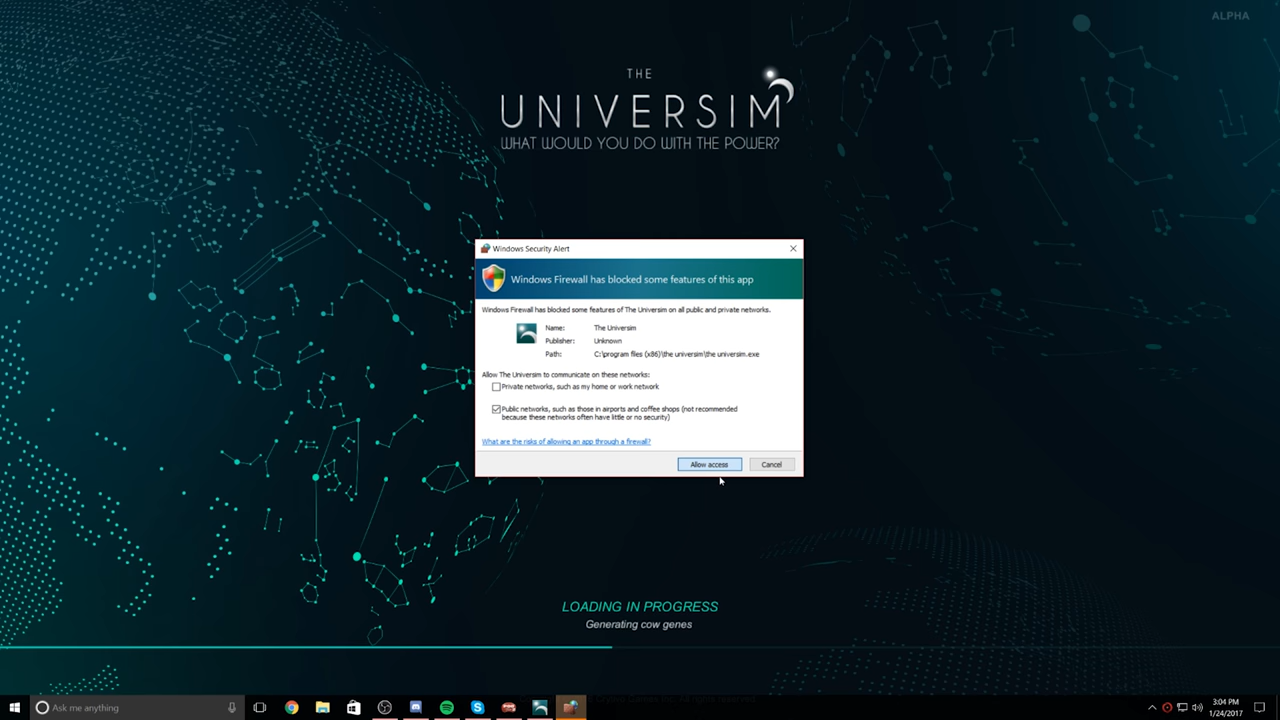 ALPHA
THE
UNIVERSIM
WHAT WOULD YOU DO WITH THE POWER?
Windows Security Alert
Windows Firewall has blocked some features of this app
Windows Firewall has blocked some features of The Universim on all public and private networks.
Name: The Universim
Publisher: Unknown
Path: C:\program files (x86)\the universim\the universim.exe
Allow The Universim to communicate on these networks:
Private networks, such as my home or work network
Public networks, such as those in airports and coffee shops (not recommended
because these networks often have little or no security)
What are the risks of allowing an app through a firewall?
Allow access
Cancel
LOADING IN PROGRESS
Generating cow genes
Ask me anything
3:04 PM
1/24/2017